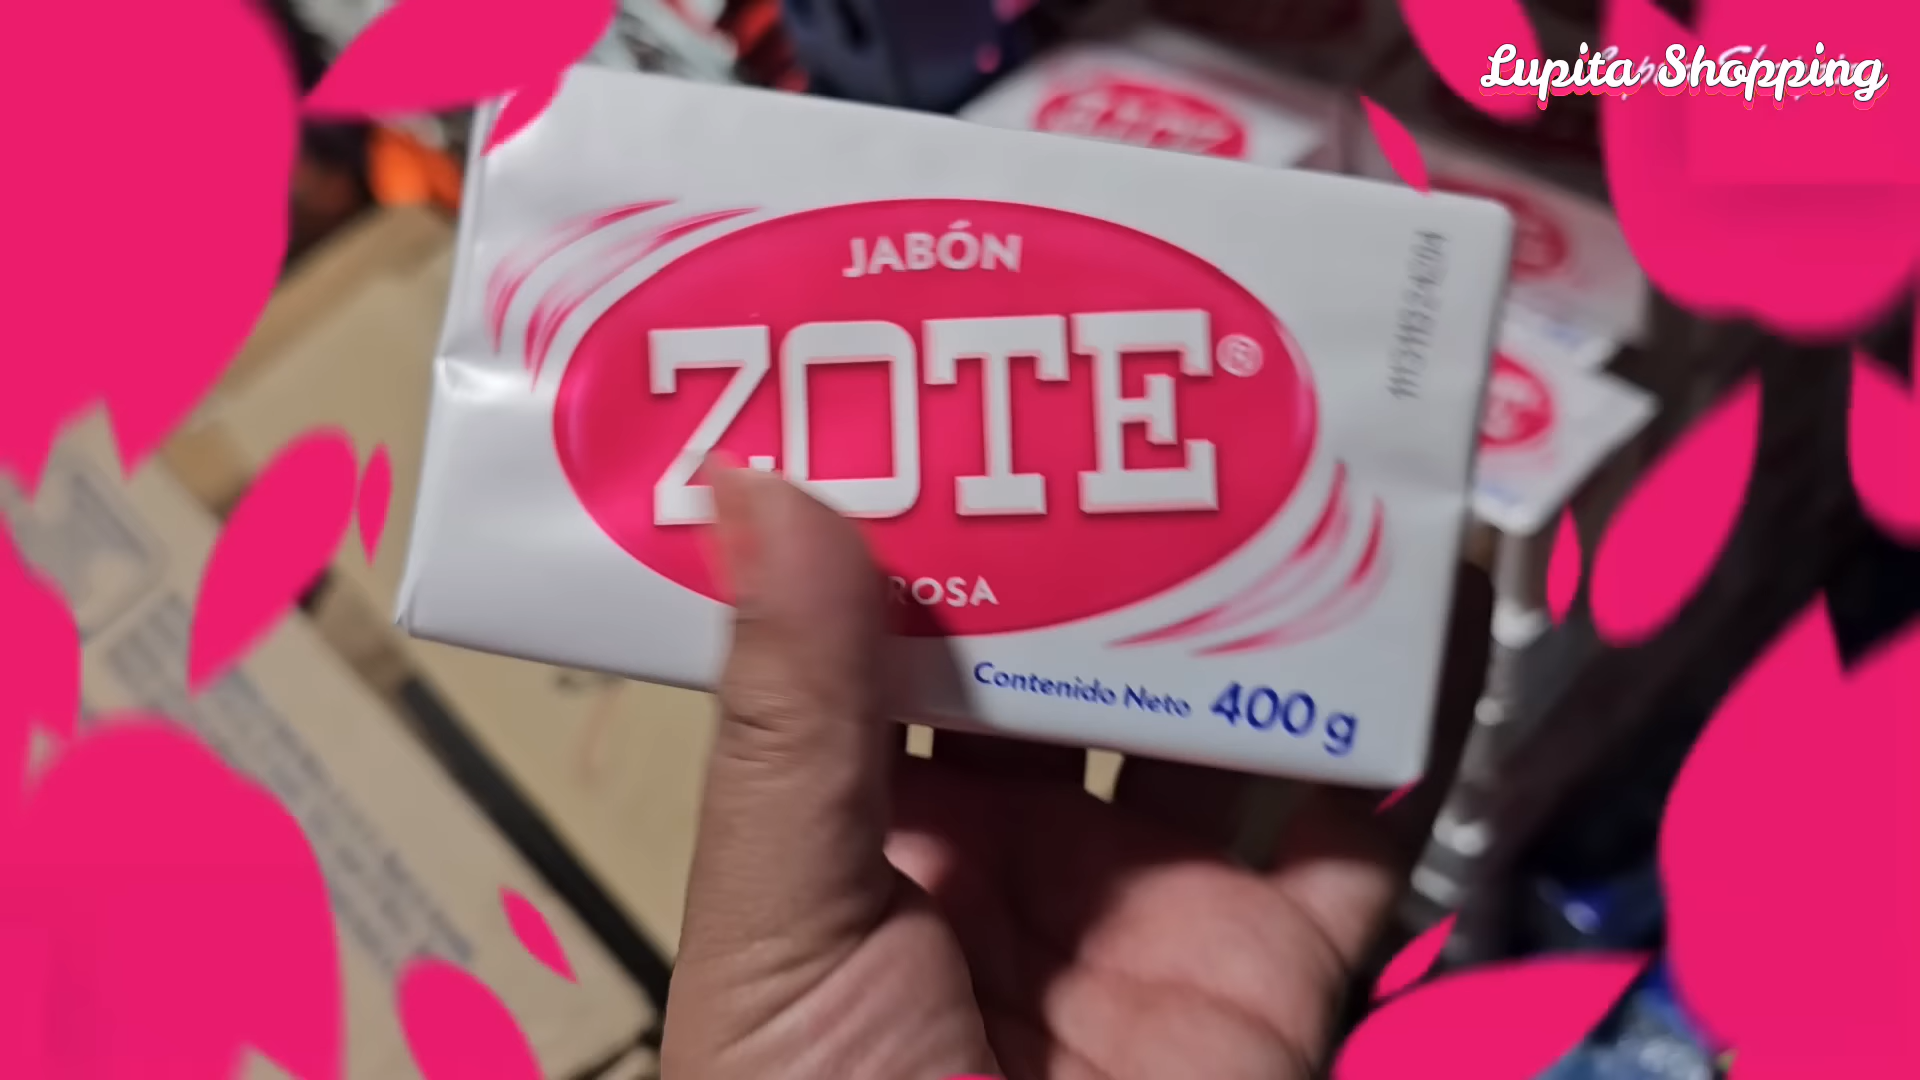 Lupita Shopping
JABÓN
ZOTE®
ROSA
Contenido Neto 400 g